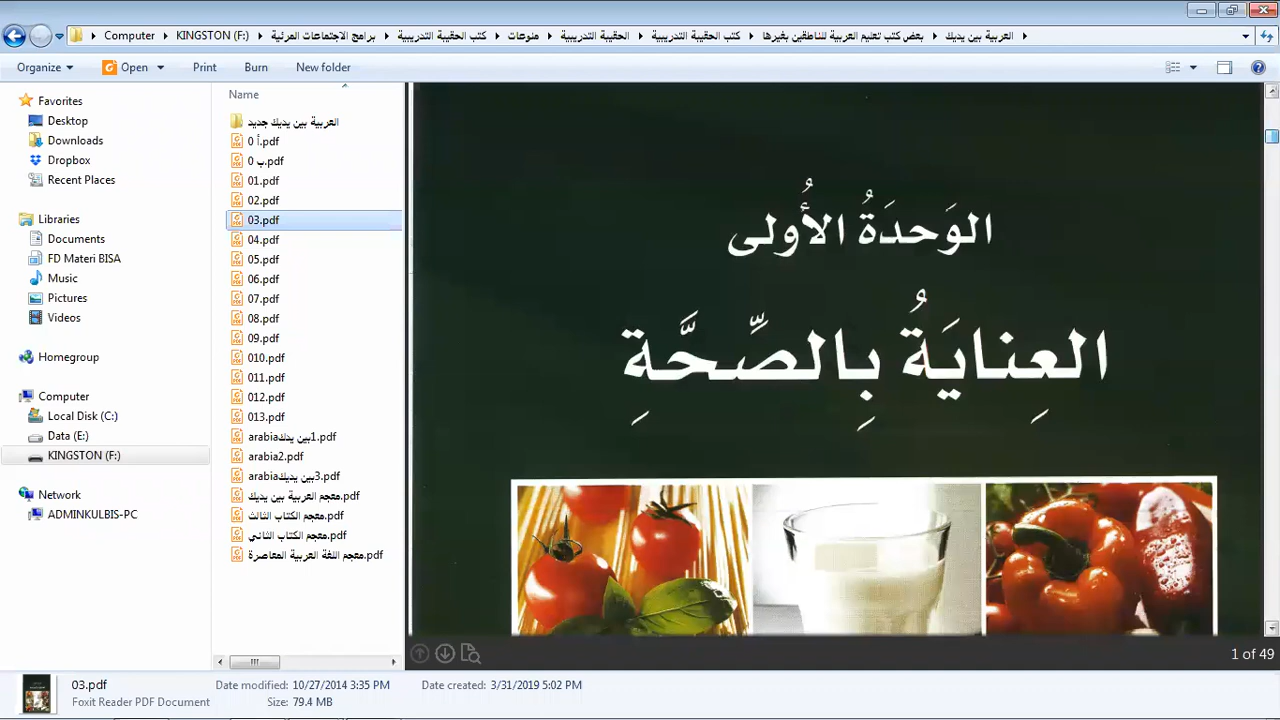 Computer ▸ KINGSTON (F:) ▸ برامج الاجتماعات المرئية ▸ كتب الحقيبة التدريبية ▸ منوعات ▸ الحقيبة التدريبية ▸ كتب الحقيبة التدريبية ▸ بعض كتب تعليم العربية للناطقين بغيرها ▸ العربية بين يديك ▸
Organize Open Print Burn New folder
Favorites
Desktop
Downloads
Dropbox
Recent Places
Libraries
Documents
FD Materi BISA
Music
Pictures
Videos
Homegroup
Computer
Local Disk (C:)
Data (E:)
KINGSTON (F:)
Network
ADMINKULBIS-PC
Name
العربية بين يديك جديد
0 أ.pdf
0 ب.pdf
01.pdf
02.pdf
03.pdf
04.pdf
05.pdf
06.pdf
07.pdf
08.pdf
09.pdf
010.pdf
011.pdf
012.pdf
013.pdf
arabiaبين يدك1.pdf
arabia2.pdf
arabiaبين يديك3.pdf
معجم العربية بين يديك.pdf
معجم الكتاب الثالث.pdf
معجم الكتاب الثاني.pdf
معجم اللغة العربية المعاصرة.pdf
الوَحدَةُ الأُولى
العِنايَةُ بِالصِّحَّةِ
1 of 49
03.pdf Date modified: 10/27/2014 3:35 PM Date created: 3/31/2019 5:02 PM
Foxit Reader PDF Document Size: 79.4 MB